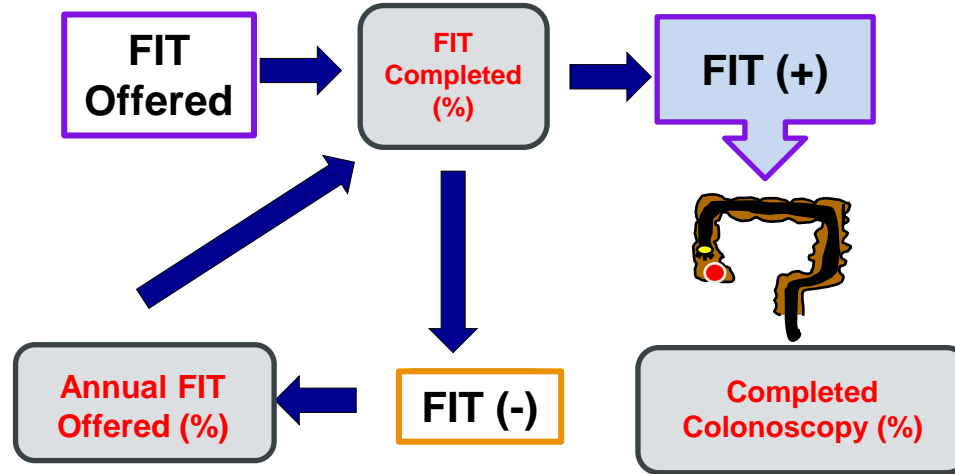 FIT
Offered
FIT
Completed
(%)
FIT (+)
Annual FIT
Offered (%)
FIT (-)
Completed
Colonoscopy (%)